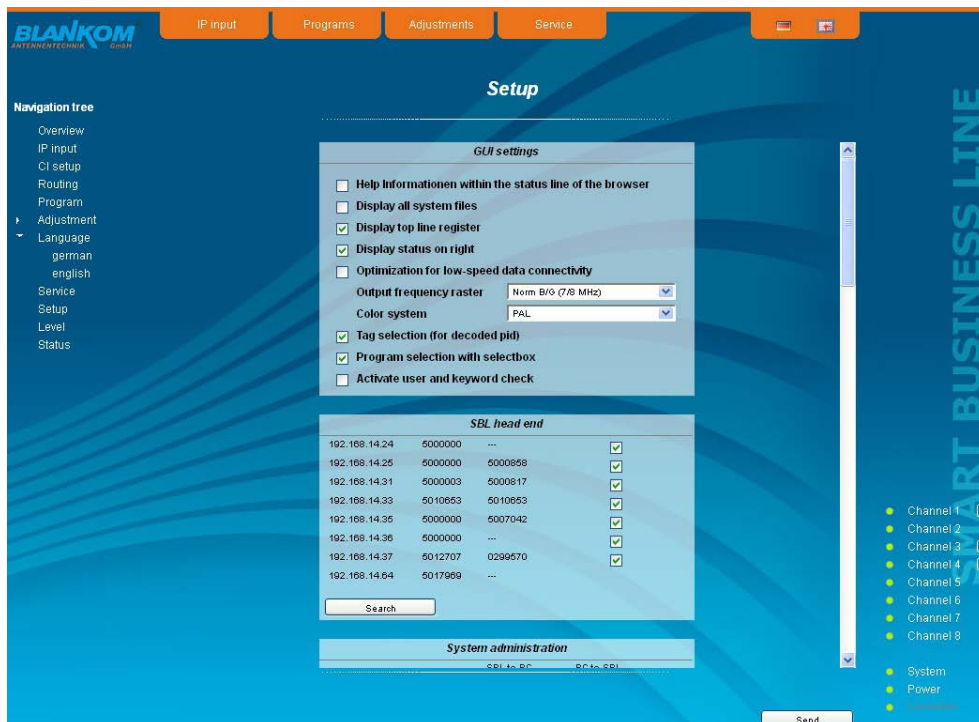 BLANKOM
ANTENNENTECHNIK GmbH
IP input
Programs
Adjustments
Service
Setup
Navigation tree
Overview
IP input
CI setup
Routing
Program
Adjustment
Language
german
english
Service
Setup
Level
Status
GUI settings
Help Informationen within the status line of the browser
Display all system files
Display top line register
Display status on right
Optimization for low-speed data connectivity
Output frequency raster Norm B/G (7/8 MHz)
Color system PAL
Tag selection (for decoded pid)
Program selection with selectbox
Activate user and keyword check
SBL head end
192.168.14.24 5000000 ---
192.168.14.25 5000000 5000858
192.168.14.31 5000003 5000817
192.168.14.33 5010653 5010653
192.168.14.35 5000000 5007042
192.168.14.36 5000000 ---
192.168.14.37 5012707 0299570
192.168.14.64 5017969 ---
Search
System administration
SBL to PC PC to SBL
SMART BUSINESS LINE
Channel 1
Channel 2
Channel 3
Channel 4
Channel 5
Channel 6
Channel 7
Channel 8
System
Power
Send